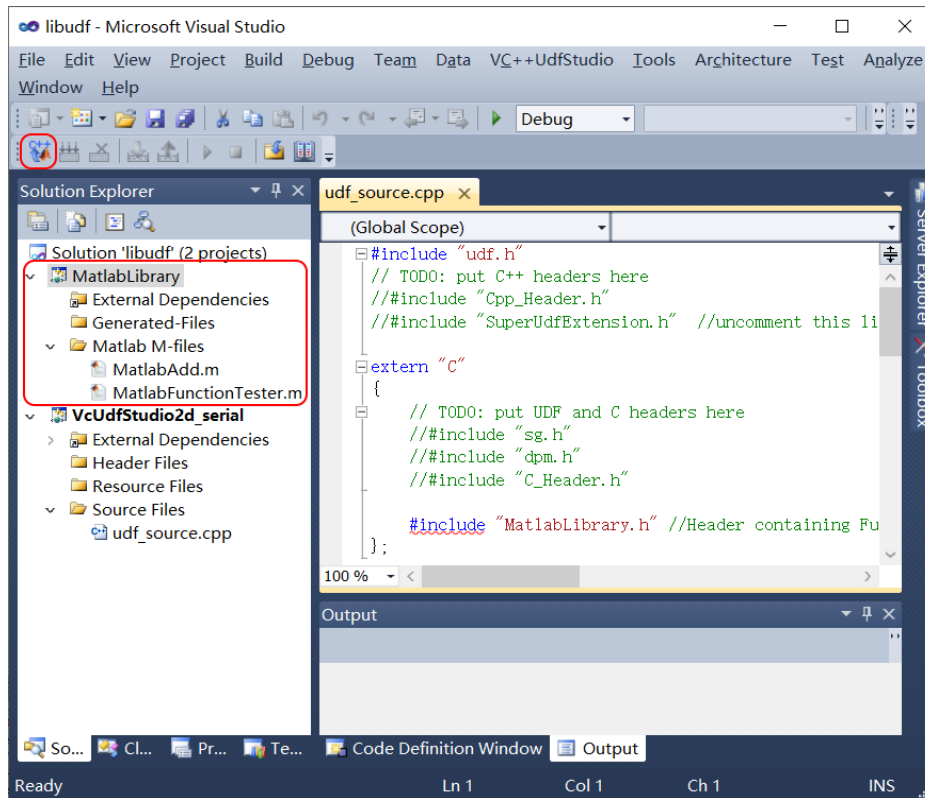 libudf - Microsoft Visual Studio
File Edit View Project Build Debug Team Data VC++UdfStudio Tools Architecture Test Analyze
Window Help
Debug
Solution Explorer
Solution 'libudf' (2 projects)
MatlabLibrary
External Dependencies
Generated-Files
Matlab M-files
MatlabAdd.m
MatlabFunctionTester.m
VcUdfStudio2d_serial
External Dependencies
Header Files
Resource Files
Source Files
udf_source.cpp
udf_source.cpp
(Global Scope)
#include "udf.h"
// TODO: put C++ headers here
//#include "Cpp_Header.h"
//#include "SuperUdfExtension.h" //uncomment this li
extern "C"
{
// TODO: put UDF and C headers here
//#include "sg.h"
//#include "dpm.h"
//#include "C_Header.h"
#include "MatlabLibrary.h" //Header containing Fu
};
100 %
Output
Server Explorer
Toolbox
So... Cl... Pr... Te...
Code Definition Window Output
Ready Ln 1 Col 1 Ch 1 INS